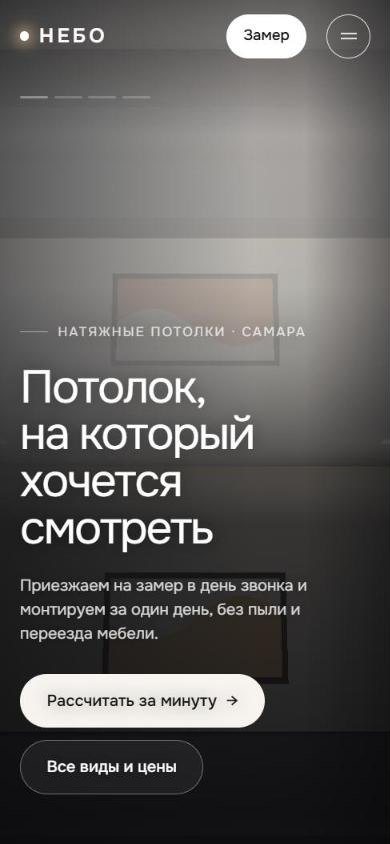 НЕБО
Замер
НАТЯЖНЫЕ ПОТОЛКИ · САМАРА
Потолок,
на который
хочется
смотреть
Приезжаем на замер в день звонка и
монтируем за один день, без пыли и
переезда мебели.
Рассчитать за минуту →
Все виды и цены